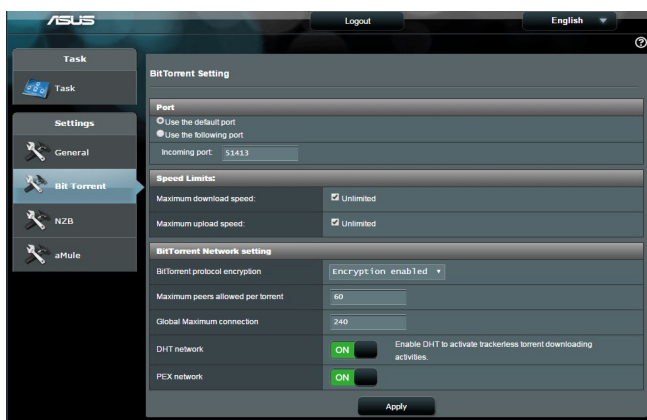 ASUS
Logout
English
Task
Task
Settings
General
Bit Torrent
NZB
aMule
BitTorrent Setting
Port
Use the default port
Use the following port
Incoming port: 51413
Speed Limits:
Maximum download speed: Unlimited
Maximum upload speed: Unlimited
BitTorrent Network setting
BitTorrent protocol encryption Encryption enabled
Maximum peers allowed per torrent 60
Global Maximum connection 240
DHT network ON Enable DHT to activate trackerless torrent downloading
activities.
PEX network ON
Apply